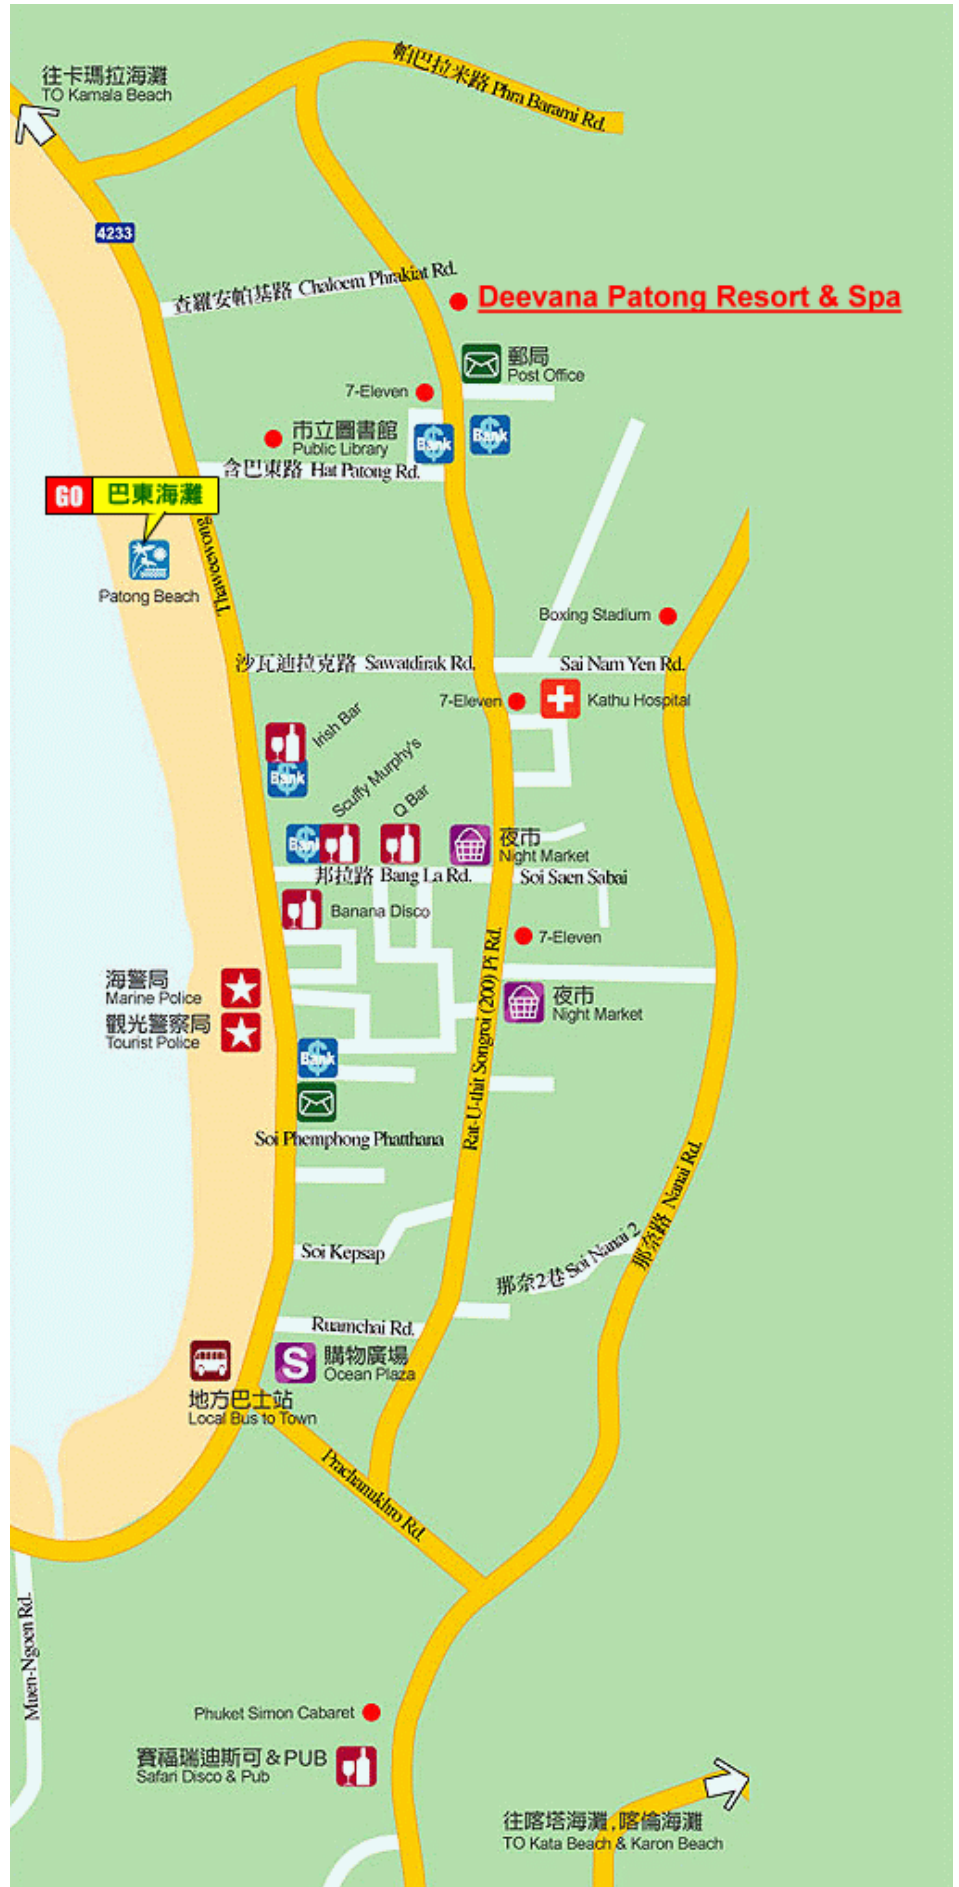 往卡瑪拉海灘
TO Kamala Beach
帕巴拉米路 Phra Barami Rd.
4233
查羅安帕基路 Chaloem Phrakiat Rd.
Deevana Patong Resort & Spa
郵局
Post Office
7-Eleven
市立圖書館
Public Library
Bank
Bank
含巴東路 Hat Patong Rd.
GO 巴東海灘
Patong Beach
Thaweewong
Boxing Stadium
沙瓦迪拉克路 Sawatdirak Rd.
Sai Nam Yen Rd.
7-Eleven
Kathu Hospital
Irish Bar
Bank
Scuffy Murphy's
Q Bar
Bank
夜市
Night Market
邦拉路 Bang La Rd.
Soi Saen Sabai
Banana Disco
7-Eleven
海警局
Marine Police
觀光警察局
Tourist Police
夜市
Night Market
Rat-U-thit Songroi (200) Pi Rd.
Bank
Soi Phemphong Phatthana
那奈路 Nanai Rd.
Soi Kepsap
那奈2巷 Soi Nanai 2
Ruamchai Rd.
S
購物廣場
Ocean Plaza
地方巴士站
Local Bus to Town
Prachanukhro Rd.
Muen-Ngoen Rd.
Phuket Simon Cabaret
賽福瑞迪斯可&PUB
Safari Disco & Pub
往喀塔海灘,喀倫海灘
TO Kata Beach & Karon Beach